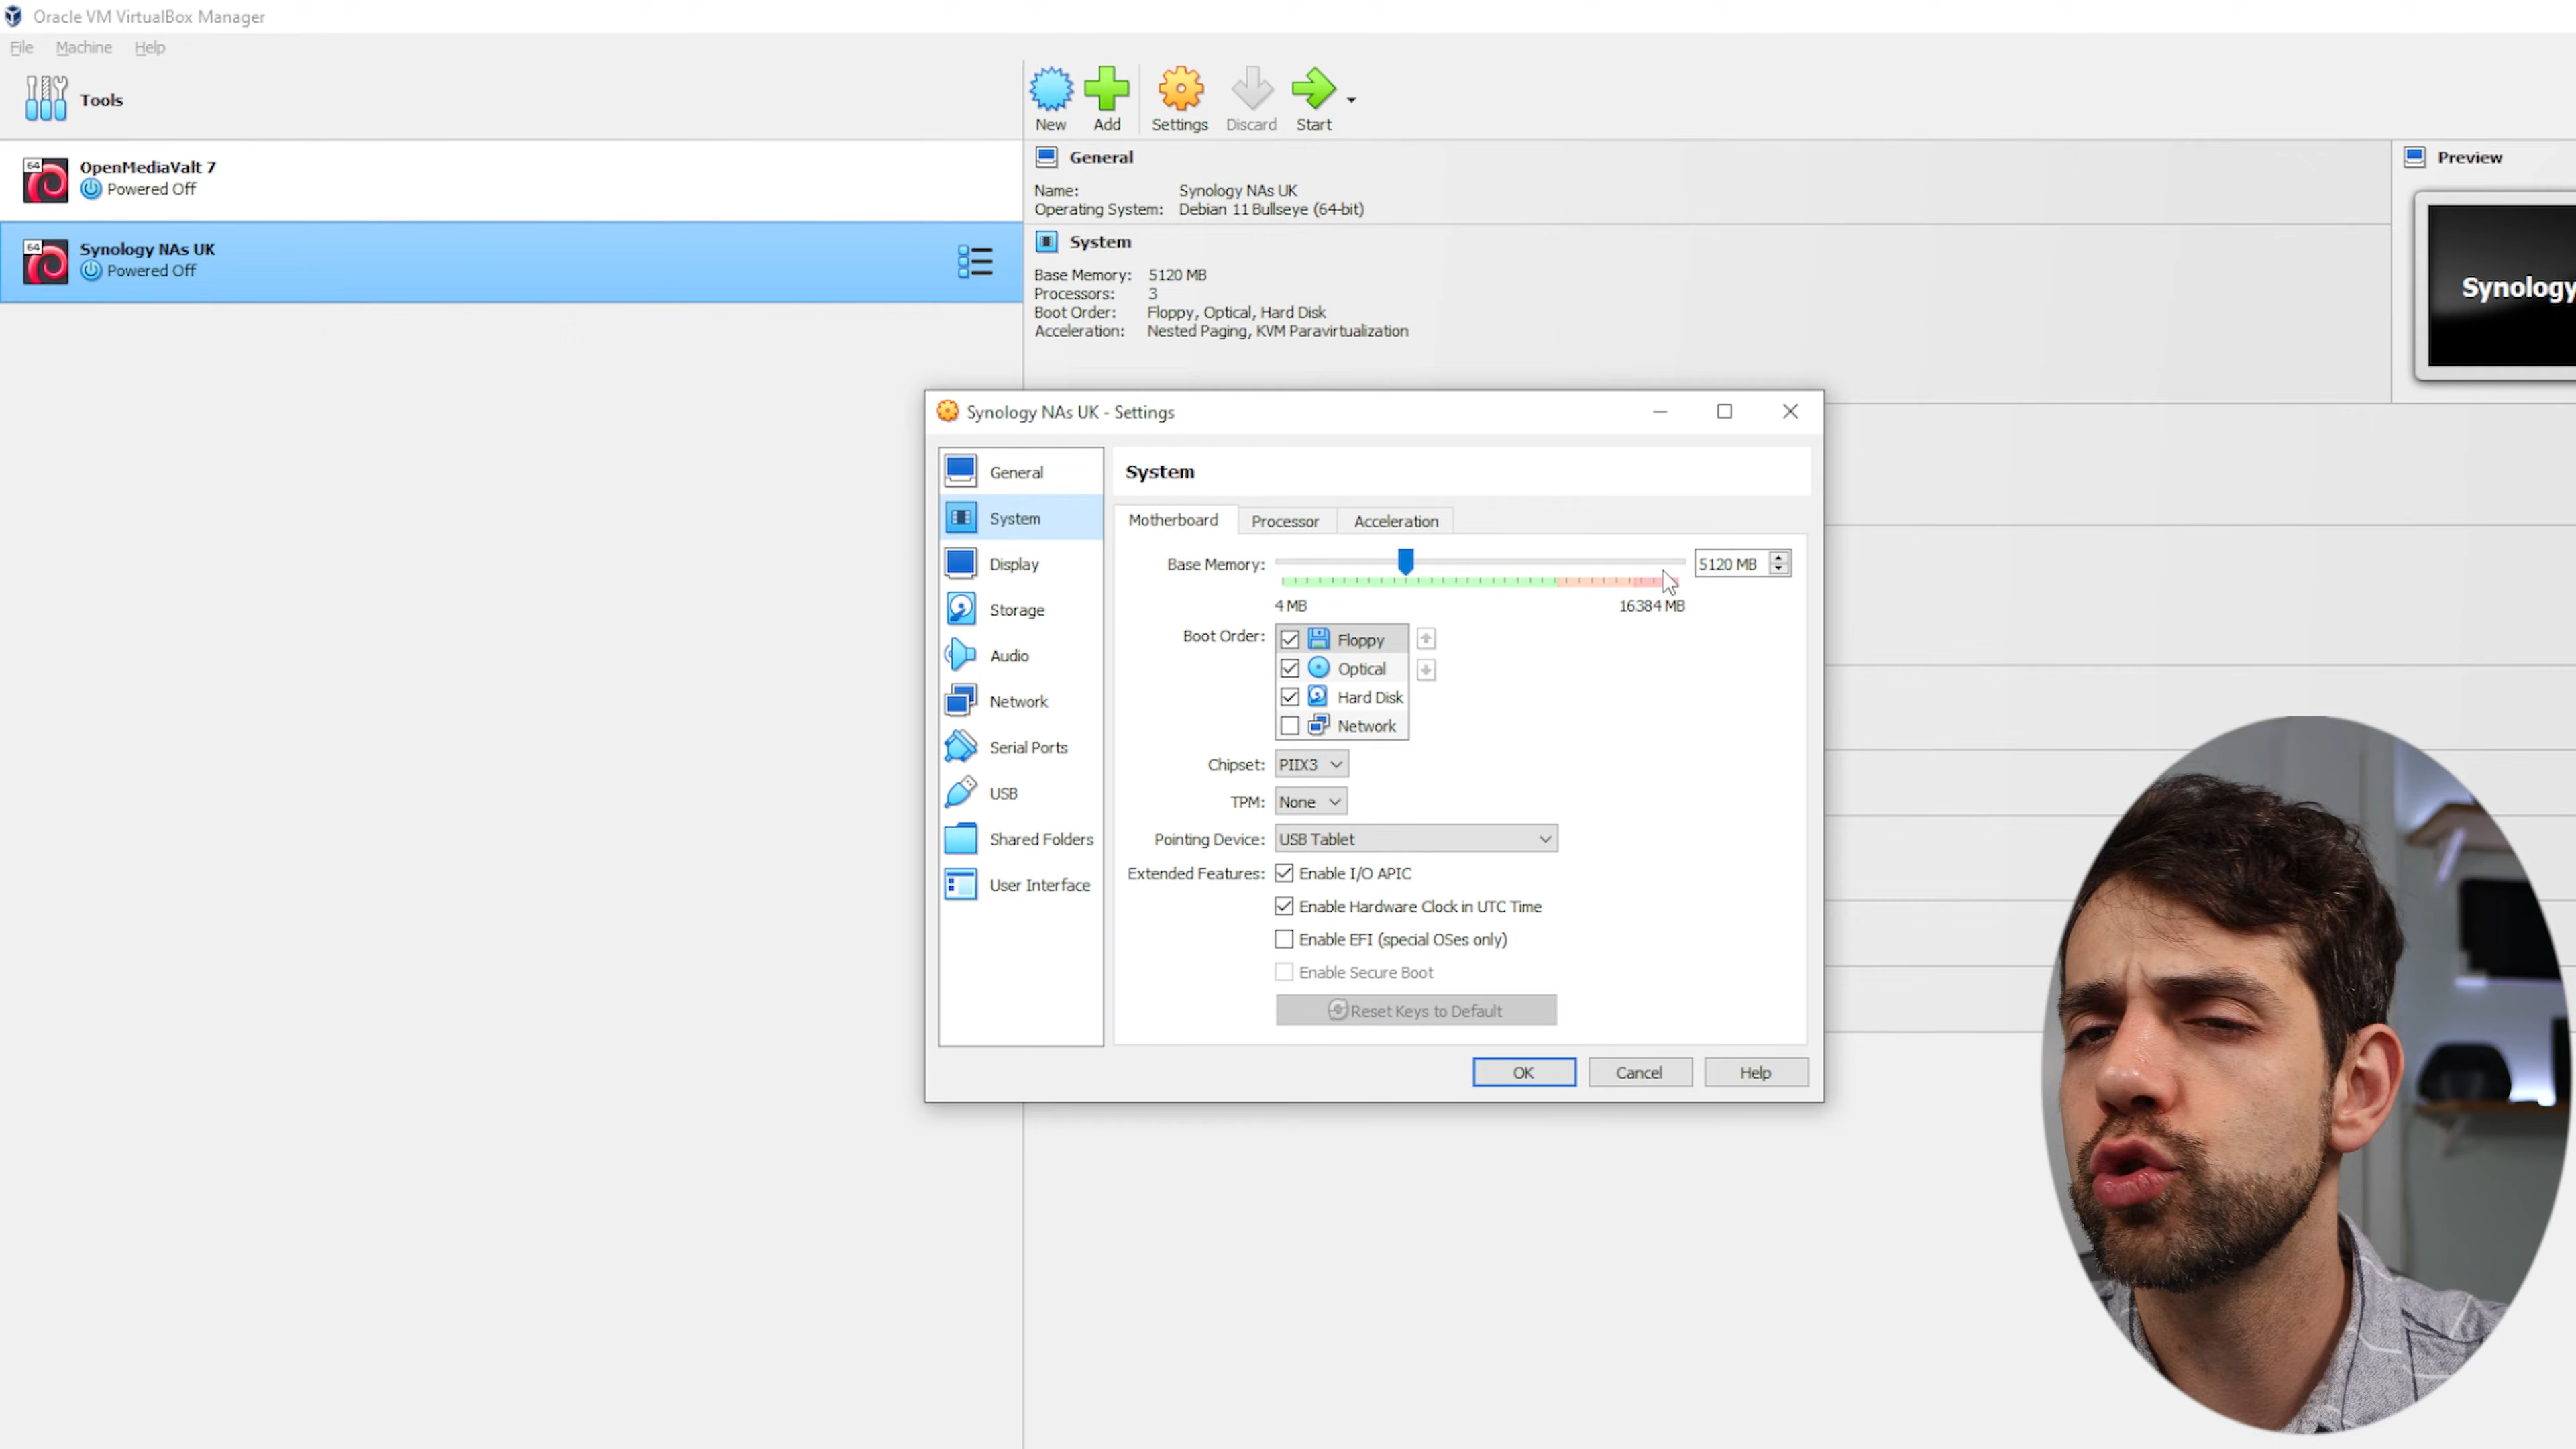 Oracle VM VirtualBox Manager
File Machine Help
Tools
New Add Settings Discard Start
64 OpenMediaValt 7
Powered Off
64 Synology NAs UK
Powered Off
General
Name: Synology NAs UK
Operating System: Debian 11 Bullseye (64-bit)
System
Base Memory: 5120 MB
Processors: 3
Boot Order: Floppy, Optical, Hard Disk
Acceleration: Nested Paging, KVM Paravirtualization
Preview
Synology
Synology NAs UK - Settings
General
System
Display
Storage
Audio
Network
Serial Ports
USB
Shared Folders
User Interface
System
Motherboard Processor Acceleration
Base Memory: 5120 MB
4 MB 16384 MB
Boot Order: Floppy
Optical
Hard Disk
Network
Chipset: PIIX3
TPM: None
Pointing Device: USB Tablet
Extended Features: Enable I/O APIC
Enable Hardware Clock in UTC Time
Enable EFI (special OSes only)
Enable Secure Boot
Reset Keys to Default
OK Cancel Help